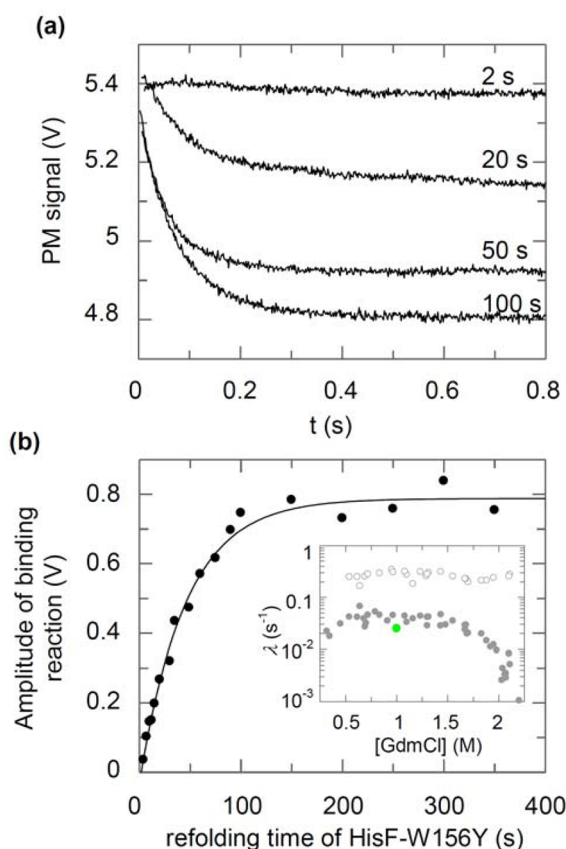 (a)
PM signal (V)
5.4
5.2
5
4.8
2 s
20 s
50 s
100 s
0 0.2 0.4 0.6 0.8
t (s)
(b)
Amplitude of binding
reaction (V)
0.8
0.6
0.4
0.2
0
λ (s⁻¹)
1
0.1
10⁻²
10⁻³
0.5 1 1.5 2
[GdmCl] (M)
0 100 200 300 400
refolding time of HisF-W156Y (s)